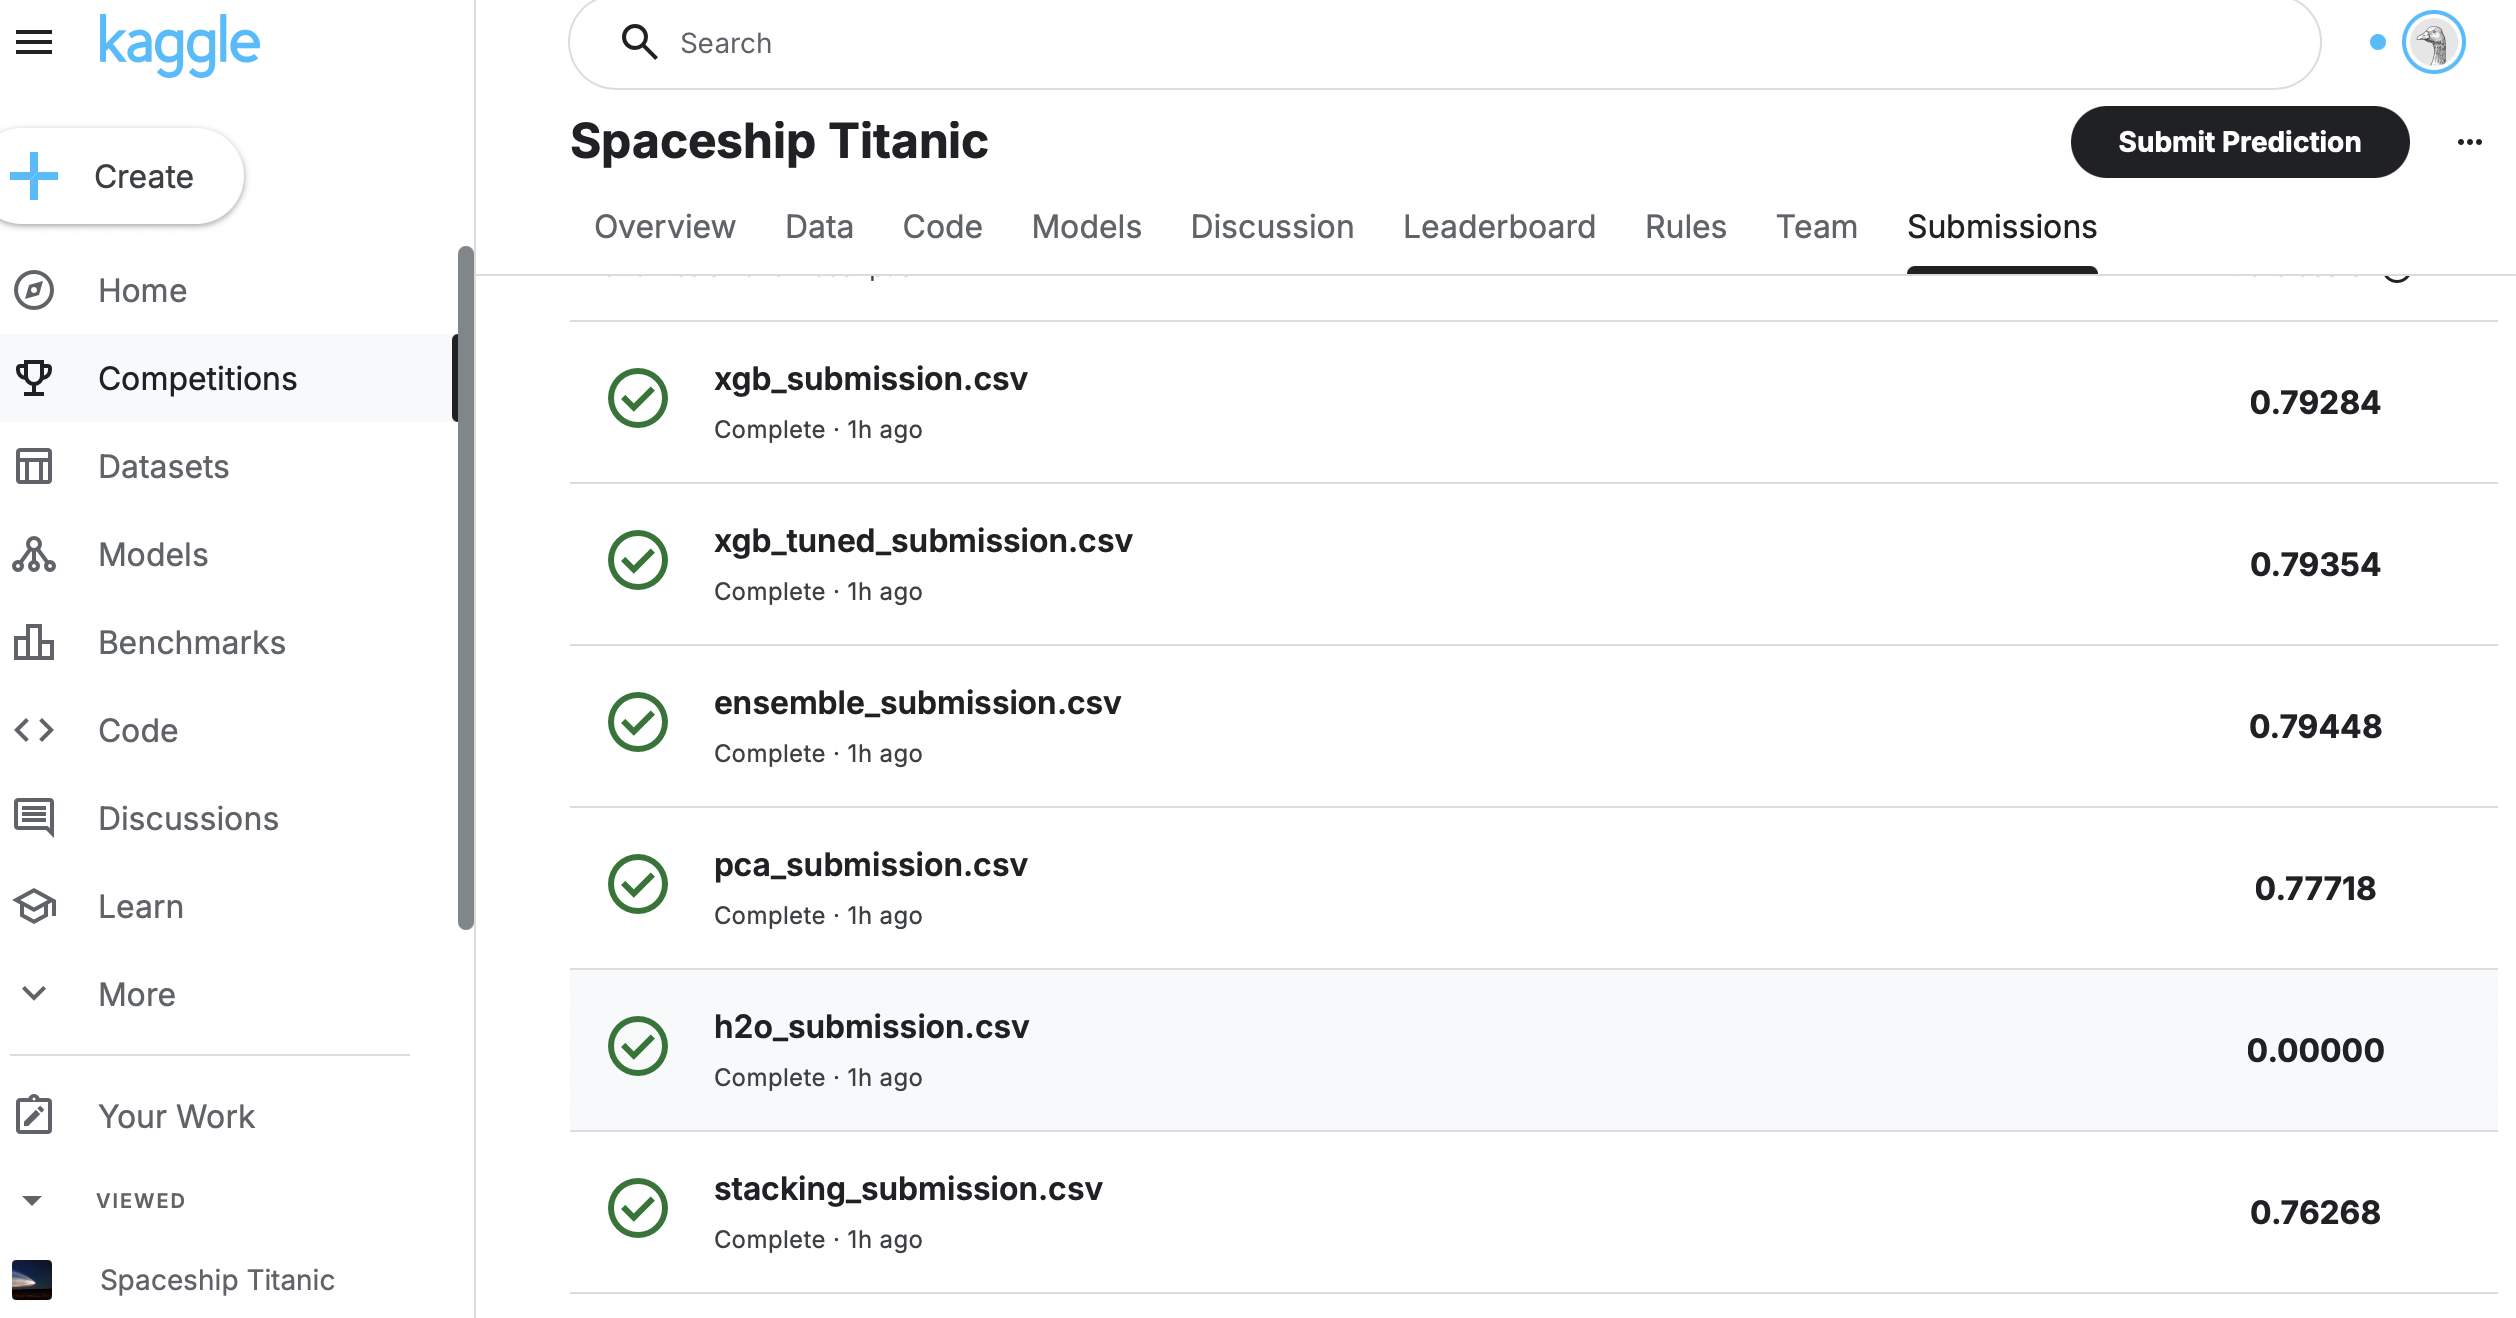 kaggle
Search
Create
Spaceship Titanic
Submit Prediction
Overview Data Code Models Discussion Leaderboard Rules Team Submissions
Home
Competitions
Datasets
Models
Benchmarks
Code
Discussions
Learn
More
Your Work
VIEWED
Spaceship Titanic
xgb_submission.csv
Complete · 1h ago
0.79284
xgb_tuned_submission.csv
Complete · 1h ago
0.79354
ensemble_submission.csv
Complete · 1h ago
0.79448
pca_submission.csv
Complete · 1h ago
0.77718
h2o_submission.csv
Complete · 1h ago
0.00000
stacking_submission.csv
Complete · 1h ago
0.76268